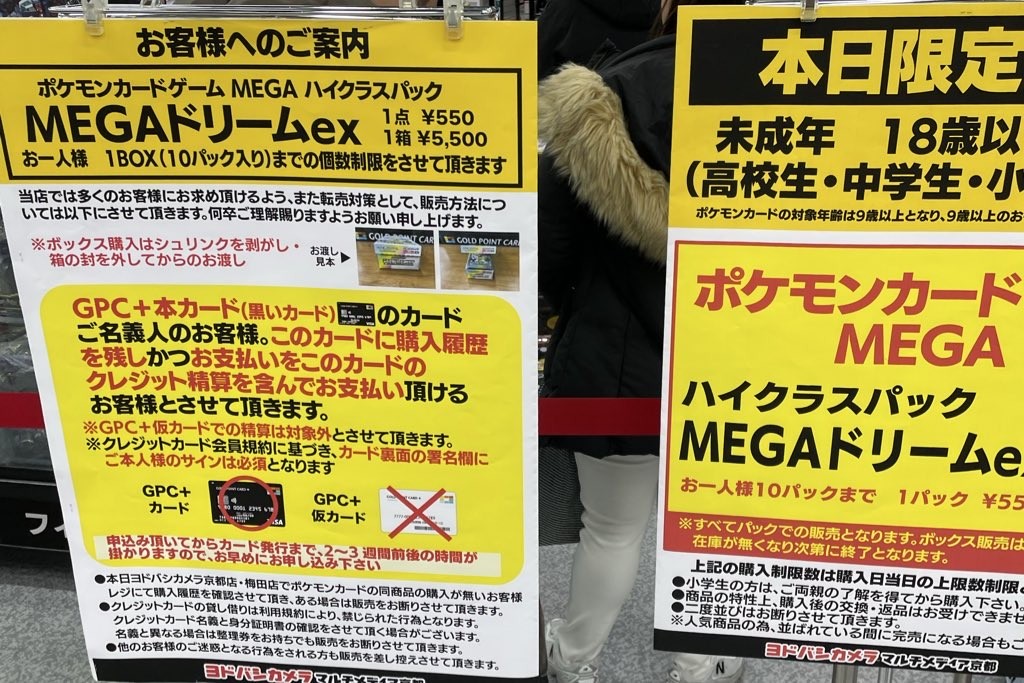 お客様へのご案内
ポケモンカードゲーム MEGA ハイクラスパック
MEGAドリームex
1点 ¥550
1箱 ¥5,500
お一人様 1BOX(10パック入り)までの個数制限をさせて頂きます
当店では多くのお客様にお求め頂けるよう、また転売対策として、販売方法につ
いては以下にさせて頂きます。何卒ご理解賜りますようお願い申し上げます。
※ボックス購入はシュリンクを剥がし・
箱の封を外してからのお渡し
お渡し
見本▶
GOLD POINT CAR
GOLD POINT CARD
GPC+本カード(黒いカード) のカード
ご名義人のお客様。このカードに購入履歴
を残しかつお支払いをこのカードの
クレジット精算を含んでお支払い頂ける
お客様とさせて頂きます。
※GPC+仮カードでの精算は対象外とさせて頂きます。
※クレジットカード会員規約に基づき、カード裏面の署名欄に
ご本人様のサインは必須となります
GPC+
カード
VISA
GPC+
仮カード
申込み頂いてからカード発行まで、2~3週間前後の時間が
掛かりますので、お早めにお申し込み下さい
●本日ヨドバシカメラ京都店・梅田店でポケモンカードの同商品の購入が無いお客様
レジにて購入履歴を確認させて頂き、ある場合は販売をお断りさせて頂きます。
●クレジットカードの貸し借りは利用規約により、禁じられた行為となります。
クレジットカード名義と身分証明書の確認をさせて頂く場合がございます。
名義と異なる場合は整理券をお持ちでも販売をお断りさせて頂きます。
●他のお客様のご迷惑となる行為をされる方も販売を差し控えさせて頂きます。
ヨドバシカメラ マルチメディア京都
フィ
本日限定
未成年 18歳以
(高校生・中学生・小
ポケモンカードの対象年齢は9歳以上となり、9歳以上のお
ポケモンカード
MEGA
ハイクラスパック
MEGAドリームex
お一人様10パックまで 1パック ¥55
※すべてパックでの販売となります。ボックス販売は
在庫が無くなり次第に終了となります。
上記の購入制限数は購入日当日の上限数制限
●小学生の方は、ご両親の了解を得てから購入下さい。
●商品の特性上、購入後の交換・返品はお受けできませ
●二度並びはお断りさせて頂きます。
※人気商品の為、並ばれている間に完売になる場合もご
ヨドバシカメラ マルチメディア京都
N